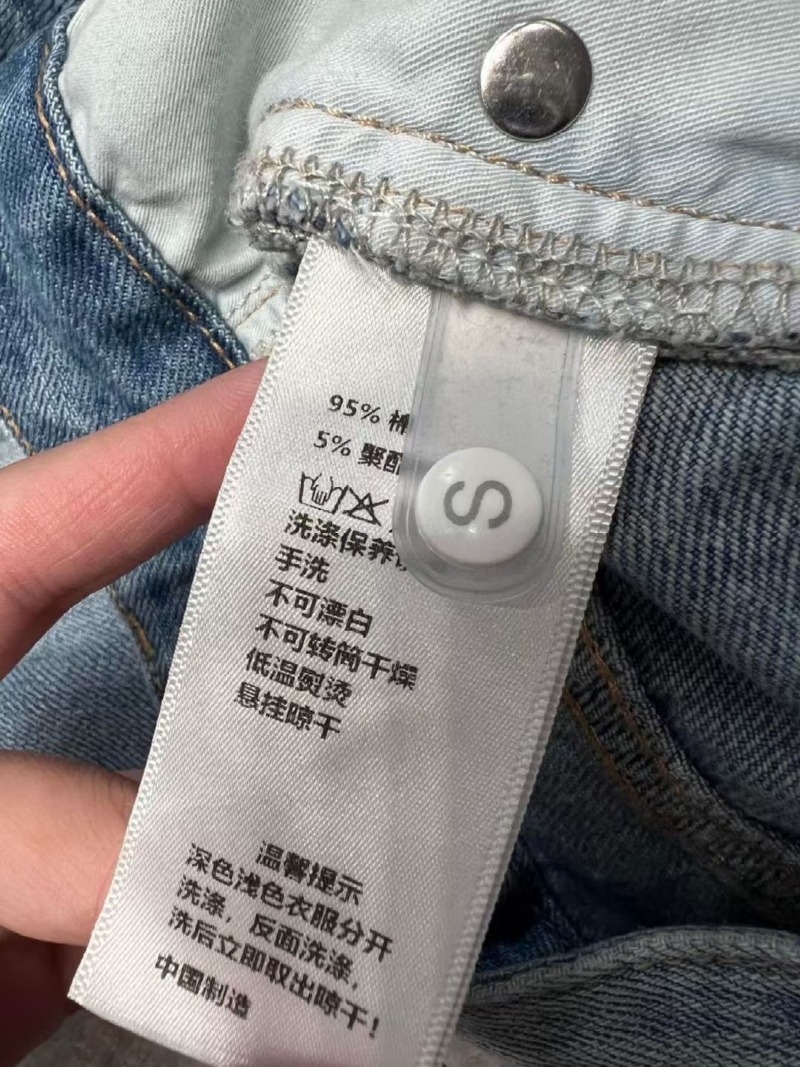 95%
5% 聚酯
S
洗涤保养
手洗
不可漂白
不可转筒干燥
低温熨烫
悬挂晾干
温馨提示
深色浅色衣服分开
洗涤，反面洗涤，
洗后立即取出晾干!
中国制造